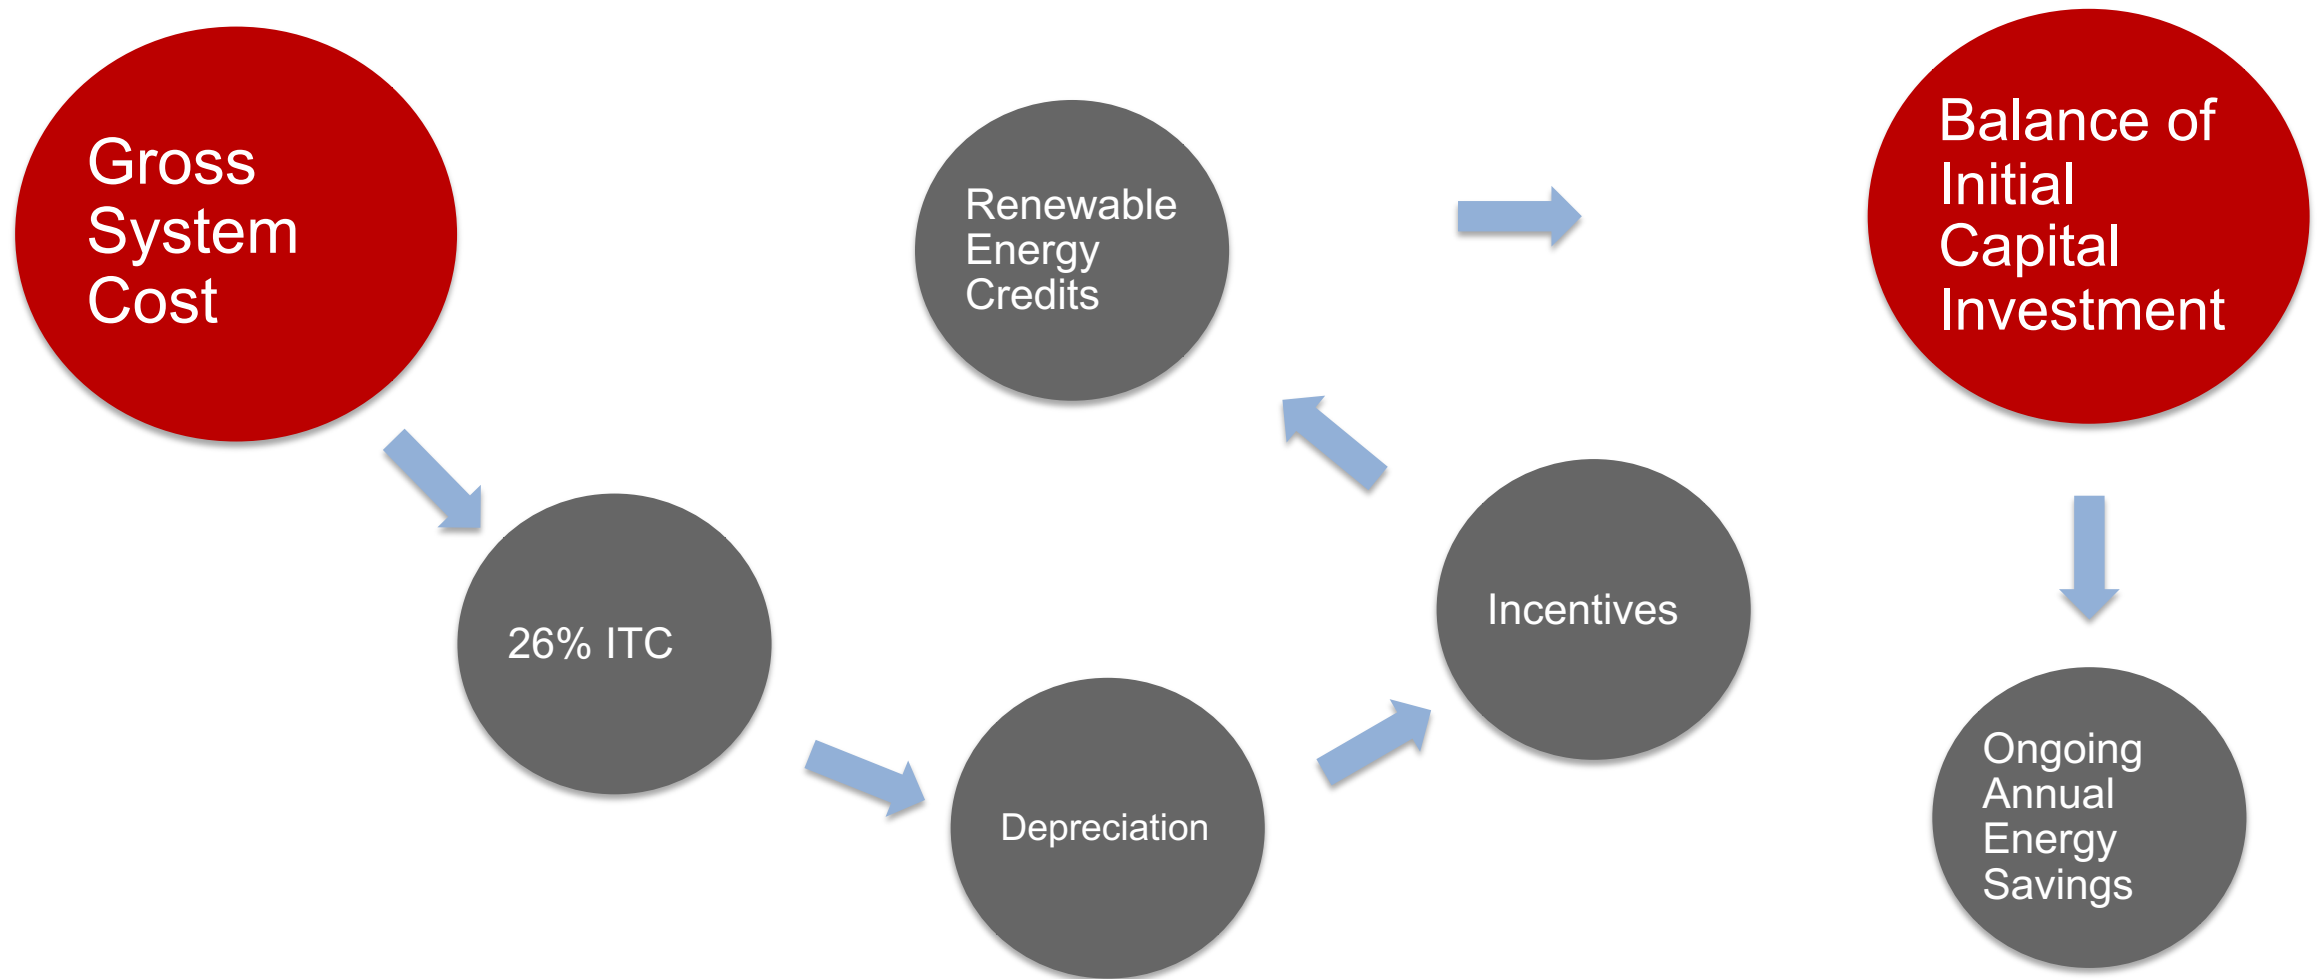 Gross
System
Cost
26% ITC
Depreciation
Incentives
Renewable
Energy
Credits
Balance of
Initial
Capital
Investment
Ongoing
Annual
Energy
Savings